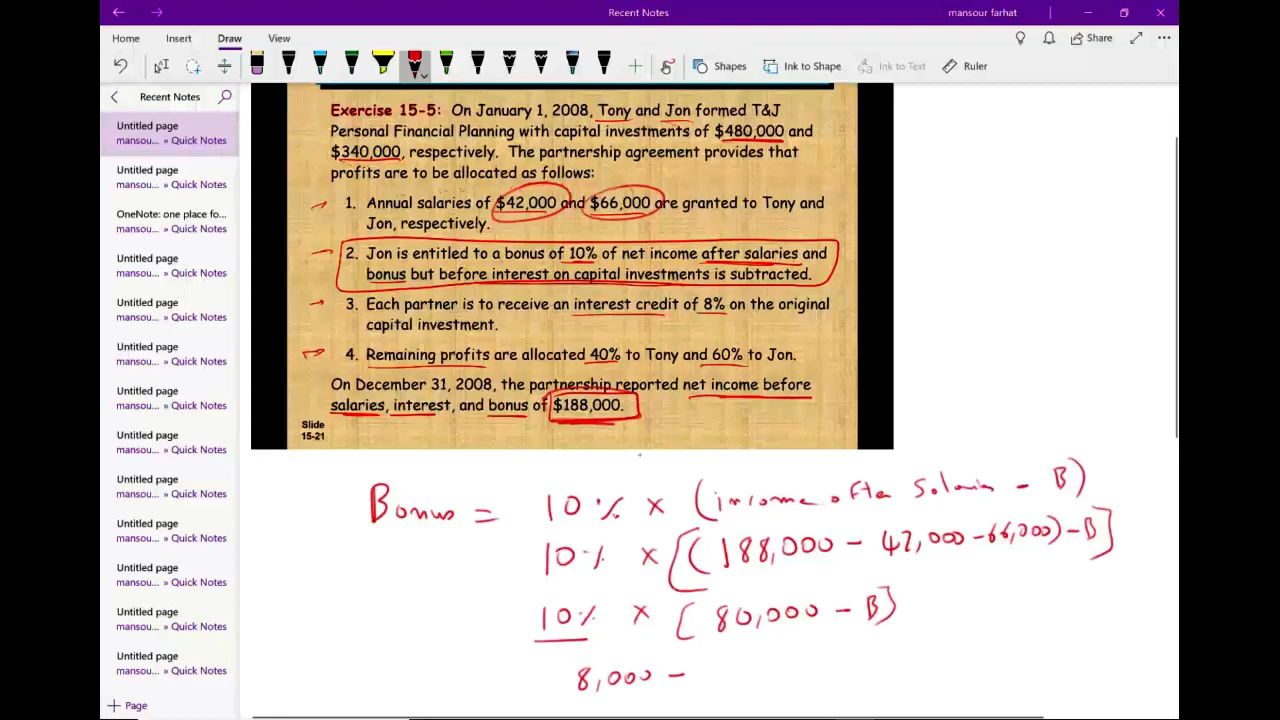 Recent Notes
mansour farhat
Home Insert Draw View
Share
Shapes
Ink to Shape
Ink to Text
Ruler
Recent Notes
Untitled page
mansou... » Quick Notes
Untitled page
mansou... » Quick Notes
OneNote: one place fo...
mansou... » Quick Notes
Untitled page
mansou... » Quick Notes
Untitled page
mansou... » Quick Notes
Untitled page
mansou... » Quick Notes
Untitled page
mansou... » Quick Notes
Untitled page
mansou... » Quick Notes
Untitled page
mansou... » Quick Notes
Untitled page
mansou... » Quick Notes
Untitled page
mansou... » Quick Notes
Untitled page
mansou... » Quick Notes
Untitled page
mansou... » Quick Notes
+ Page
Exercise 15-5: On January 1, 2008, Tony and Jon formed T&J
Personal Financial Planning with capital investments of $480,000 and
$340,000, respectively. The partnership agreement provides that
profits are to be allocated as follows:
1. Annual salaries of $42,000 and $66,000 are granted to Tony and
Jon, respectively.
2. Jon is entitled to a bonus of 10% of net income after salaries and
bonus but before interest on capital investments is subtracted.
3. Each partner is to receive an interest credit of 8% on the original
capital investment.
4. Remaining profits are allocated 40% to Tony and 60% to Jon.
On December 31, 2008, the partnership reported net income before
salaries, interest, and bonus of $188,000.
Slide
15-21
Bonus = 10% x (income after Salaries - B)
10% x [(188,000 - 42,000 - 66,000) - B]
10% x [80,000 - B]
8,000 -